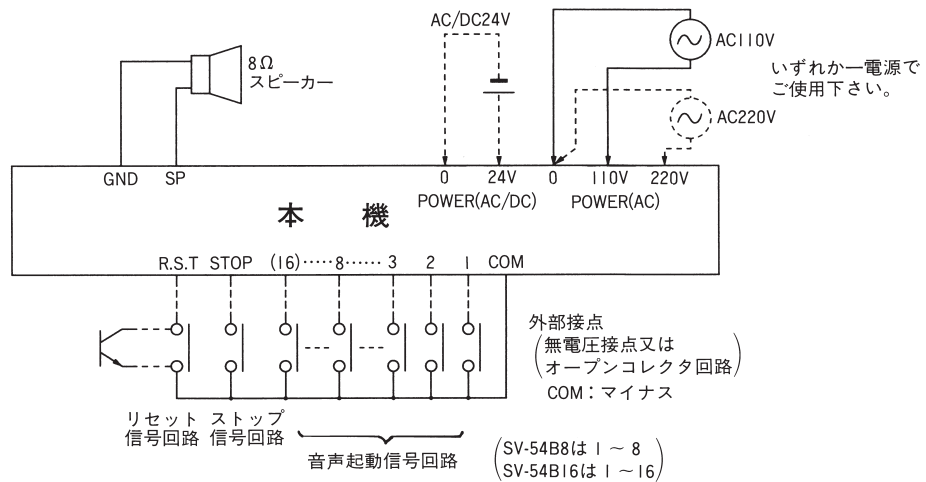 AC/DC24V
AC110V
8Ω
スピーカー
いずれか一電源で
ご使用下さい。
AC220V
GND SP 0 24V 0 110V 220V
POWER(AC/DC) POWER(AC)
本 機
R.S.T STOP (16)……8……3 2 1 COM
外部接点
(無電圧接点又は
オープンコレクタ回路)
COM：マイナス
リセット
信号回路
ストップ
信号回路
音声起動信号回路
(SV-54B8は 1 ～ 8
SV-54B16は 1 ～16)